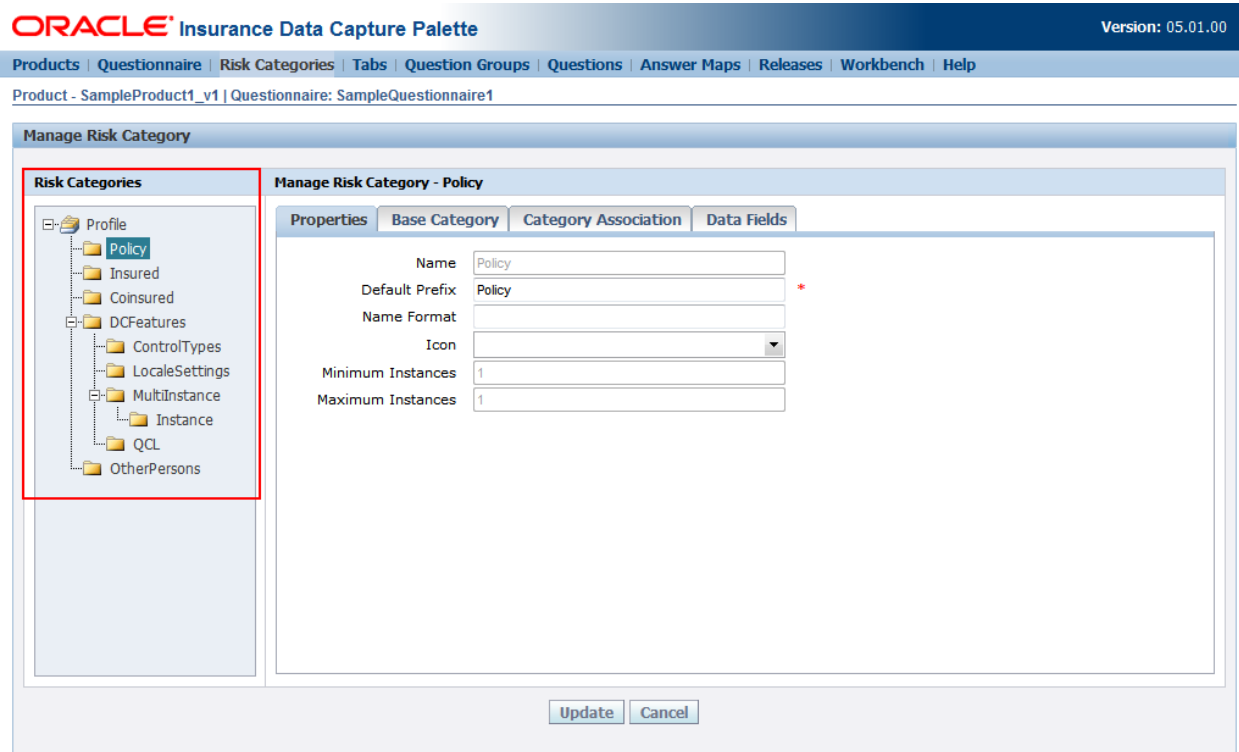 ORACLE Insurance Data Capture Palette
Version: 05.01.00
Products | Questionnaire | Risk Categories | Tabs | Question Groups | Questions | Answer Maps | Releases | Workbench | Help
Product - SampleProduct1_v1 | Questionnaire: SampleQuestionnaire1
Manage Risk Category
Risk Categories
Profile
Policy
Insured
Coinsured
DCFeatures
ControlTypes
LocaleSettings
MultiInstance
Instance
QCL
OtherPersons
Manage Risk Category - Policy
Properties Base Category Category Association Data Fields
Name Policy
Default Prefix Policy *
Name Format
Icon
Minimum Instances 1
Maximum Instances 1
Update Cancel